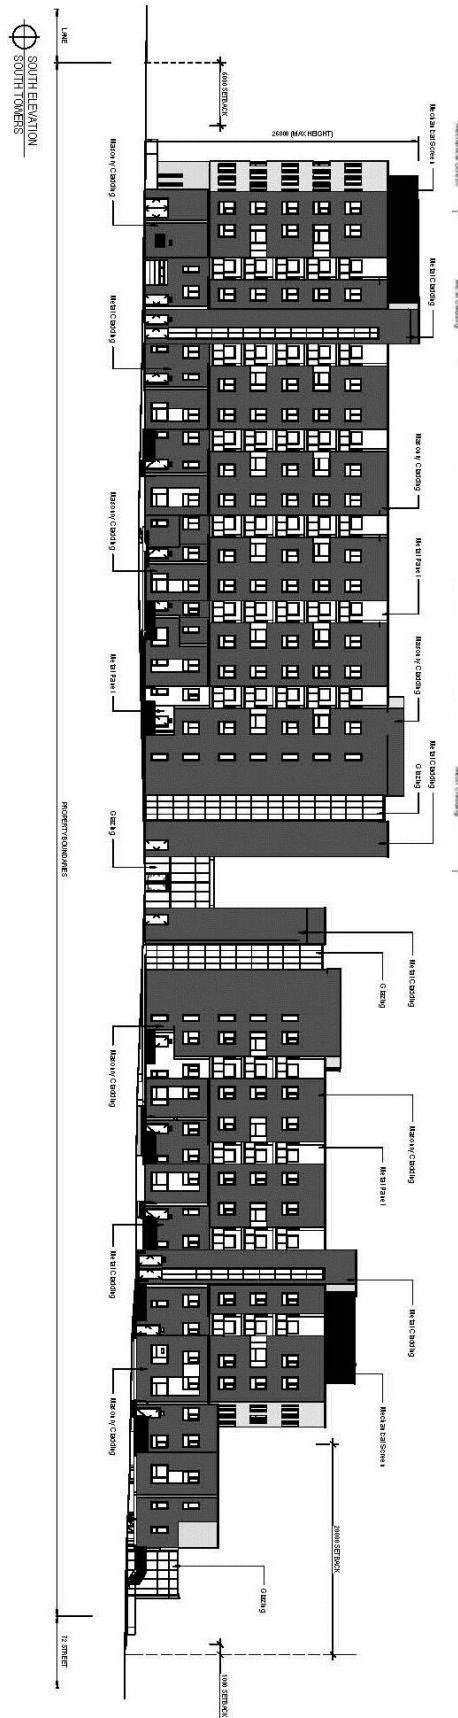 SOUTH ELEVATION
SOUTH TOWERS
LANE
6000 SETBACK
26000 (MAX HEIGHT)
Mechanical Screen
Metal Cladding
Masonry Cladding
Metal Panel
Masonry Cladding
Metal Cladding
Glazing
Metal Cladding
Glazing
Masonry Cladding
Metal Panel
Metal Cladding
Mechanical Screen
Masonry Cladding
Metal Cladding
Masonry Cladding
Metal Panel
Glazing
Masonry Cladding
Metal Cladding
Masonry Cladding
Glazing
20000 SETBACK
1000 SETBACK
PROPERTY BOUNDARIES
72 STREET